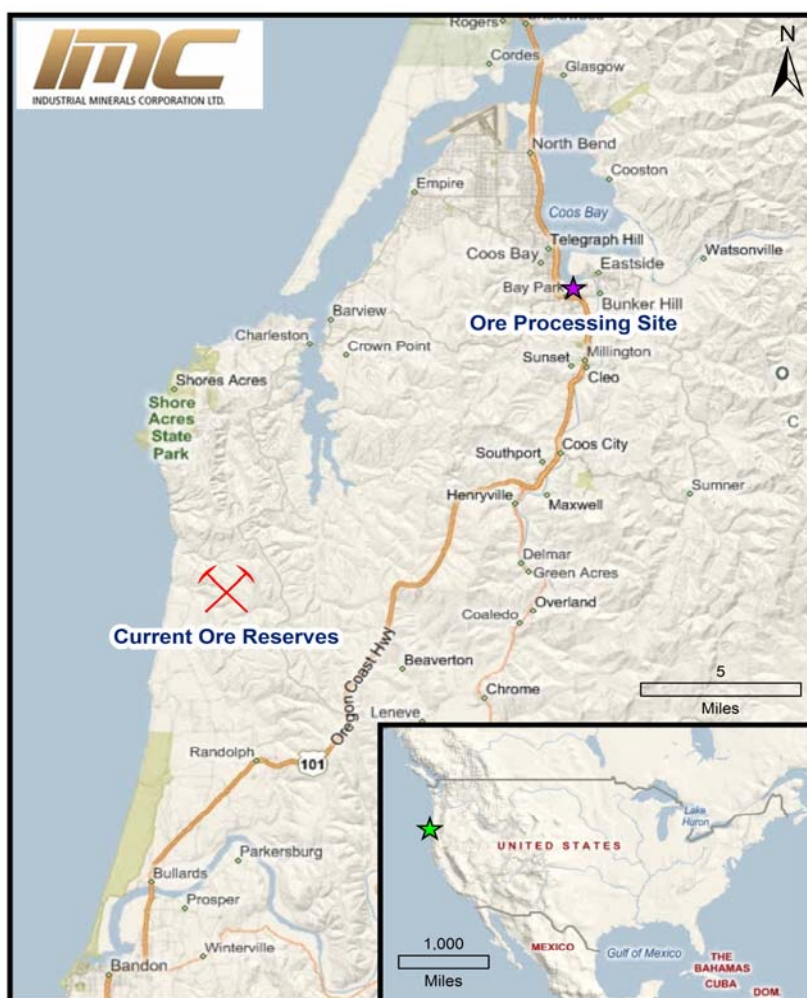 IMC
INDUSTRIAL MINERALS CORPORATION LTD.
N
Rogers
Cordes
Glasgow
North Bend
Empire
Cooston
Coos Bay
Telegraph Hill
Coos Bay
Watsonville
Eastside
Bay Park
Bunker Hill
Ore Processing Site
Barview
Charleston
Crown Point
Sunset
Millington
Cleo
Shores Acres
Shore
Acres
State
Park
O
C
Southport
Coos City
Sumner
Henryville
Maxwell
Delmar
Green Acres
Current Ore Reserves
Overland
Coaledo
Oregon Coast Hwy
Beaverton
5
Miles
Chrome
Leneve
Randolph
101
Parkersburg
Bullards
Prosper
Winterville
Bandon
Lake
Huron
UNITED STATES
1,000
Miles
MEXICO
Gulf of Mexico
THE
BAHAMAS
CUBA
DOM.